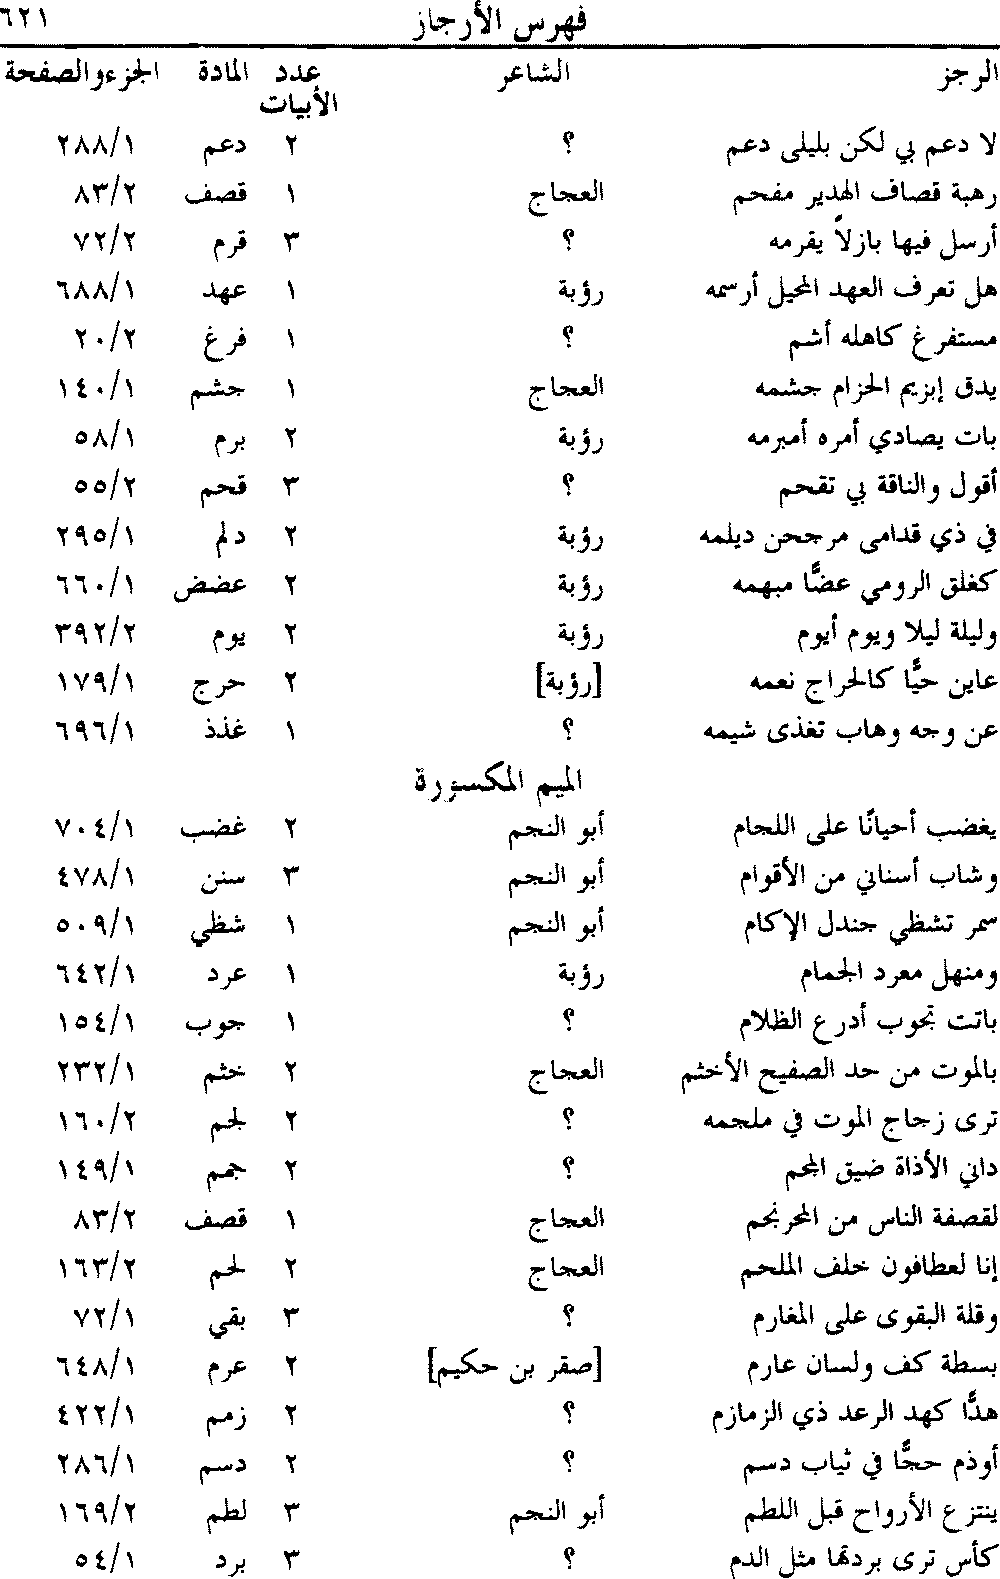 فهرس الأرجاز ٦٢١
الرجز الشاعر عدد الأبيات المادة الجزء والصفحة
لا دعم بي لكن بليلى دعم ؟ ٢ دعم ٢٨٨/١
رهبة قصاف الهدير مفحم العجاج ١ قصف ٨٣/٢
أرسل فيها بازلاً يقرمه ؟ ٣ قرم ٧٢/٢
هل تعرف العهد المحيل أرسمه رؤبة ١ عهد ٦٨٨/١
مستفرغ كاهله أشم ؟ ١ فرغ ٢٠/٢
يدق إبزيم الحزام جشمه العجاج ١ جشم ١٤٠/١
بات يصادي أمره أمبرمه رؤبة ٢ برم ٥٨/١
أقول والناقة بي تقحم ؟ ٣ قحم ٥٥/٢
في ذي قدامى مرجحن ديلمه رؤبة ٢ دلم ٢٩٥/١
كغلق الرومي عضًّا مبهمه رؤبة ٢ عضض ٦٦٠/١
وليلة ليلا ويوم أيوم رؤبة ٢ يوم ٣٩٢/٢
عاين حيًّا كالحراج نعمه [رؤبة] ٢ حرج ١٧٩/١
عن وجه وهاب تغذى شيمه ؟ ١ غذذ ٦٩٦/١
الميم المكسورة
يغضب أحيانًا على اللجام أبو النجم ٢ غضب ٧٠٤/١
وشاب أسناني من الأقوام أبو النجم ٣ سنن ٤٧٨/١
سمر تشظي جندل الإكام أبو النجم ١ شظي ٥٠٩/١
ومنهل معرد الجمام رؤبة ١ عرد ٦٤٢/١
باتت تجوب أدرع الظلام ؟ ١ جوب ١٥٤/١
بالموت من حد الصفيح الأخثم العجاج ٢ خثم ٢٣٢/١
ترى زجاج الموت في ملجمه ؟ ٢ لجم ١٦٠/٢
داني الأذاة ضيق المجم ؟ ٢ جمم ١٤٩/١
لقصفة الناس من المحرنجم العجاج ١ قصف ٨٣/٢
إنا لعطافون خلف الملحم العجاج ٢ لحم ١٦٣/٢
وقلة البقوى على المغارم ؟ ٣ بقي ٧٢/١
بسطة كف ولسان عارم [صقر بن حكيم] ٢ عرم ٦٤٨/١
هدًّا كهد الرعد ذي الزمازم ؟ ٢ زمم ٤٢٢/١
أوذم حجًّا في ثياب دسم ؟ ٢ دسم ٢٨٦/١
ينتزع الأرواح قبل اللطم أبو النجم ٣ لطم ١٦٩/٢
كأس ترى بردتها مثل الدم ؟ ٣ برد ٥٤/١